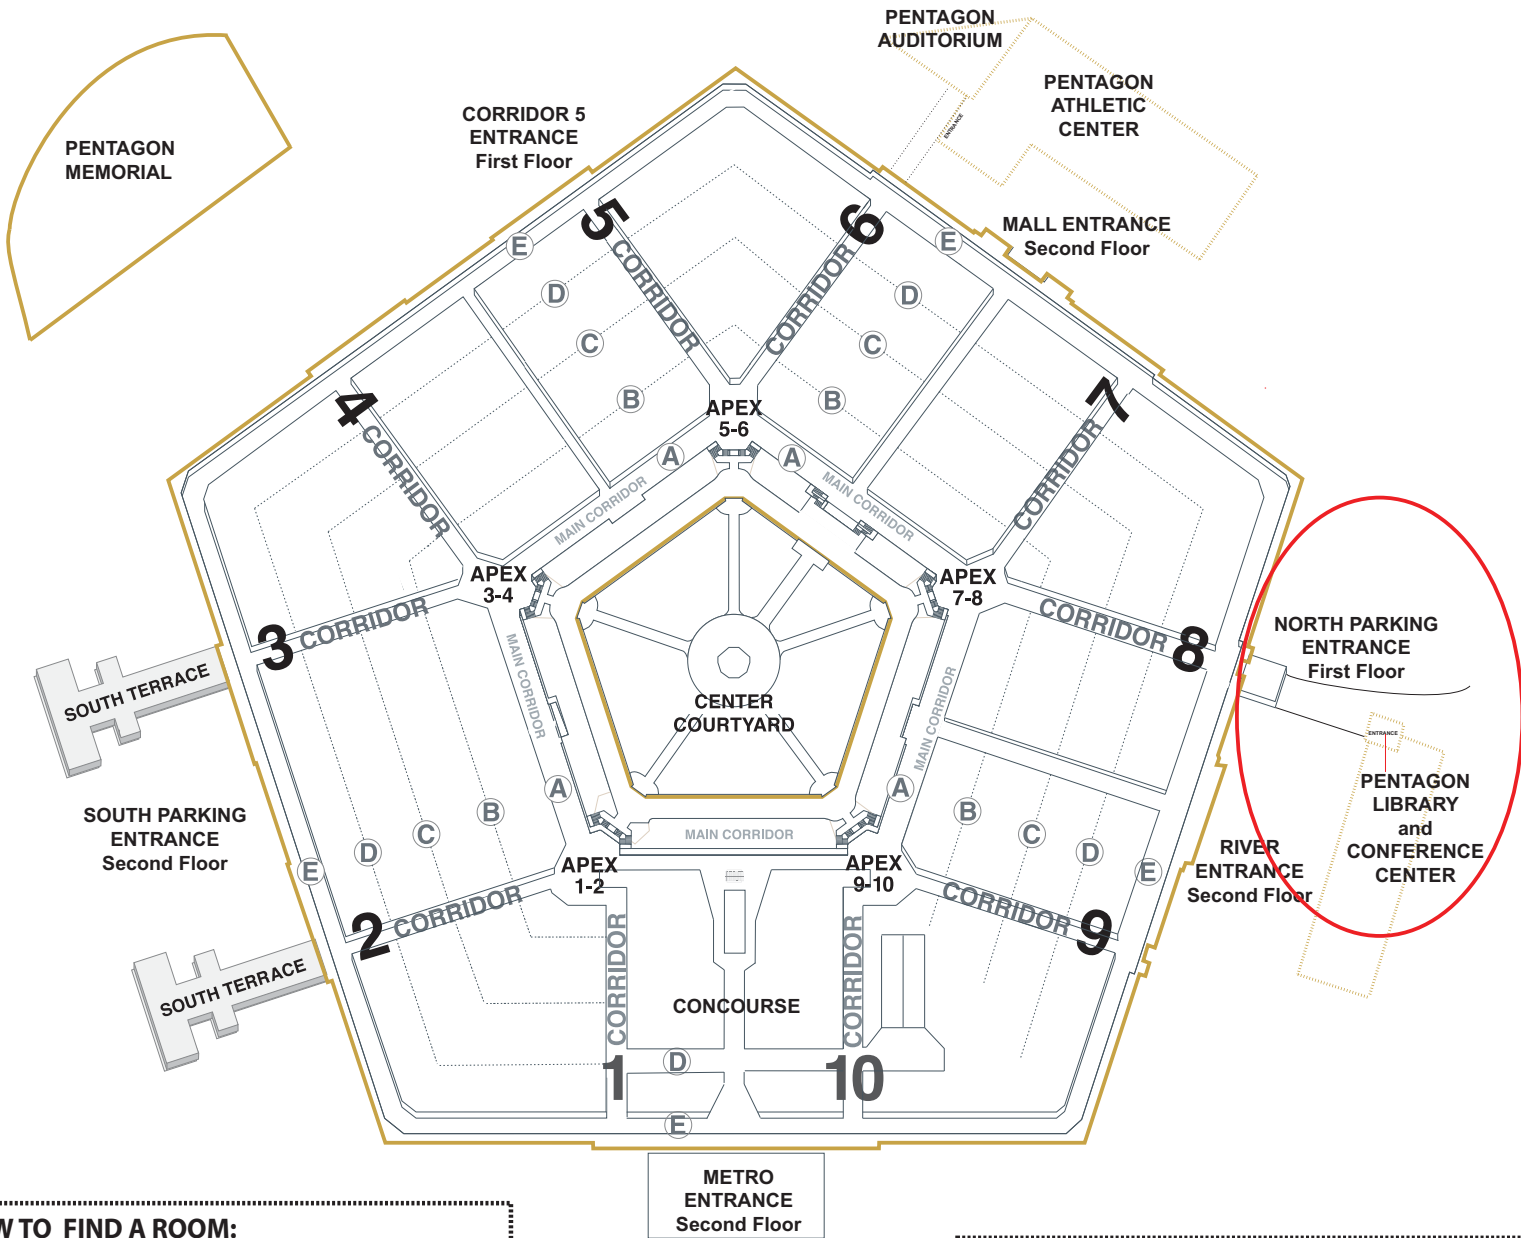 PENTAGON
AUDITORIUM
PENTAGON
ATHLETIC
CENTER
ENTRANCE
CORRIDOR 5
ENTRANCE
First Floor
PENTAGON
MEMORIAL
MALL ENTRANCE
Second Floor
5
CORRIDOR
6
CORRIDOR
E
D
C
B
A
E
D
C
B
A
4
CORRIDOR
7
CORRIDOR
APEX
5-6
MAIN CORRIDOR
MAIN CORRIDOR
APEX
3-4
APEX
7-8
3
CORRIDOR
CORRIDOR
8
NORTH PARKING
ENTRANCE
First Floor
SOUTH TERRACE
MAIN CORRIDOR
CENTER
COURTYARD
MAIN CORRIDOR
ENTRANCE
PENTAGON
LIBRARY
and
CONFERENCE
CENTER
SOUTH PARKING
ENTRANCE
Second Floor
E
D
C
B
A
MAIN CORRIDOR
A
B
C
D
E
RIVER
ENTRANCE
Second Floor
APEX
1-2
APEX
9-10
2
CORRIDOR
CORRIDOR
9
SOUTH TERRACE
CORRIDOR
1
CONCOURSE
CORRIDOR
10
D
E
METRO
ENTRANCE
Second Floor
TO FIND A ROOM: